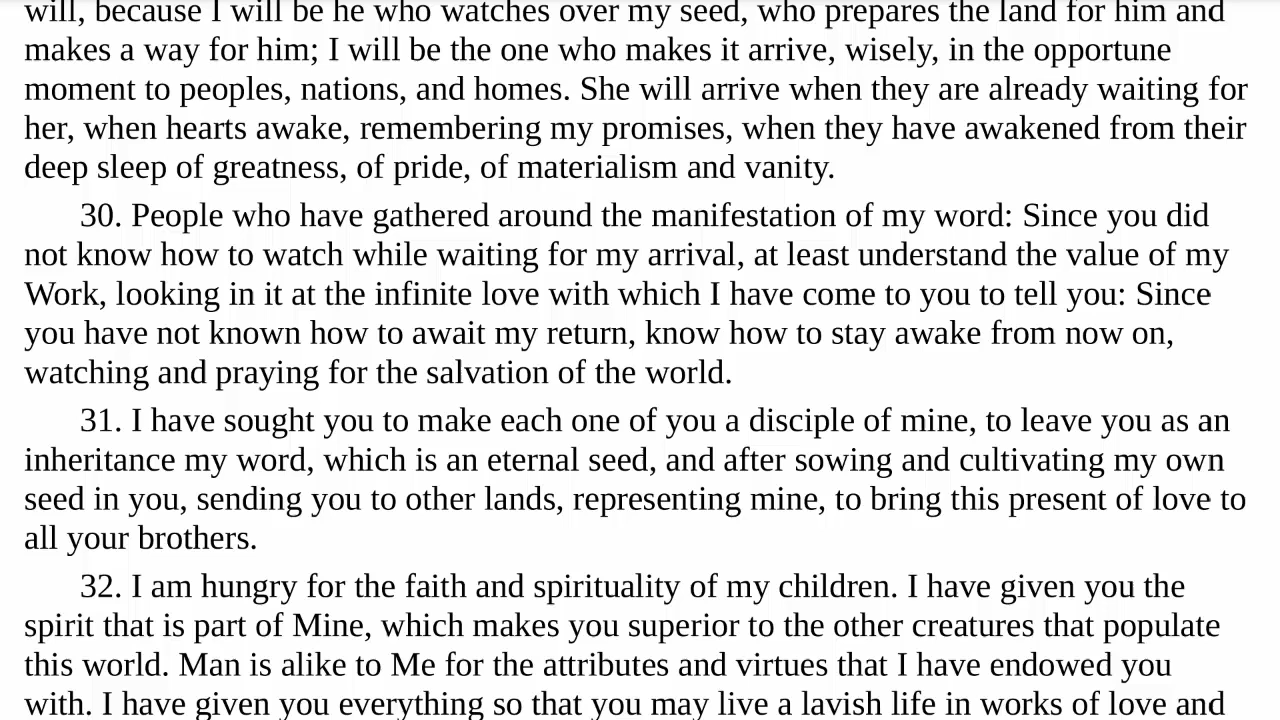 will, because I will be he who watches over my seed, who prepares the land for him and
makes a way for him; I will be the one who makes it arrive, wisely, in the opportune
moment to peoples, nations, and homes. She will arrive when they are already waiting for
her, when hearts awake, remembering my promises, when they have awakened from their
deep sleep of greatness, of pride, of materialism and vanity.
30. People who have gathered around the manifestation of my word: Since you did
not know how to watch while waiting for my arrival, at least understand the value of my
Work, looking in it at the infinite love with which I have come to you to tell you: Since
you have not known how to await my return, know how to stay awake from now on,
watching and praying for the salvation of the world.
31. I have sought you to make each one of you a disciple of mine, to leave you as an
inheritance my word, which is an eternal seed, and after sowing and cultivating my own
seed in you, sending you to other lands, representing mine, to bring this present of love to
all your brothers.
32. I am hungry for the faith and spirituality of my children. I have given you the
spirit that is part of Mine, which makes you superior to the other creatures that populate
this world. Man is alike to Me for the attributes and virtues that I have endowed you
with. I have given you everything so that you may live a lavish life in works of love and